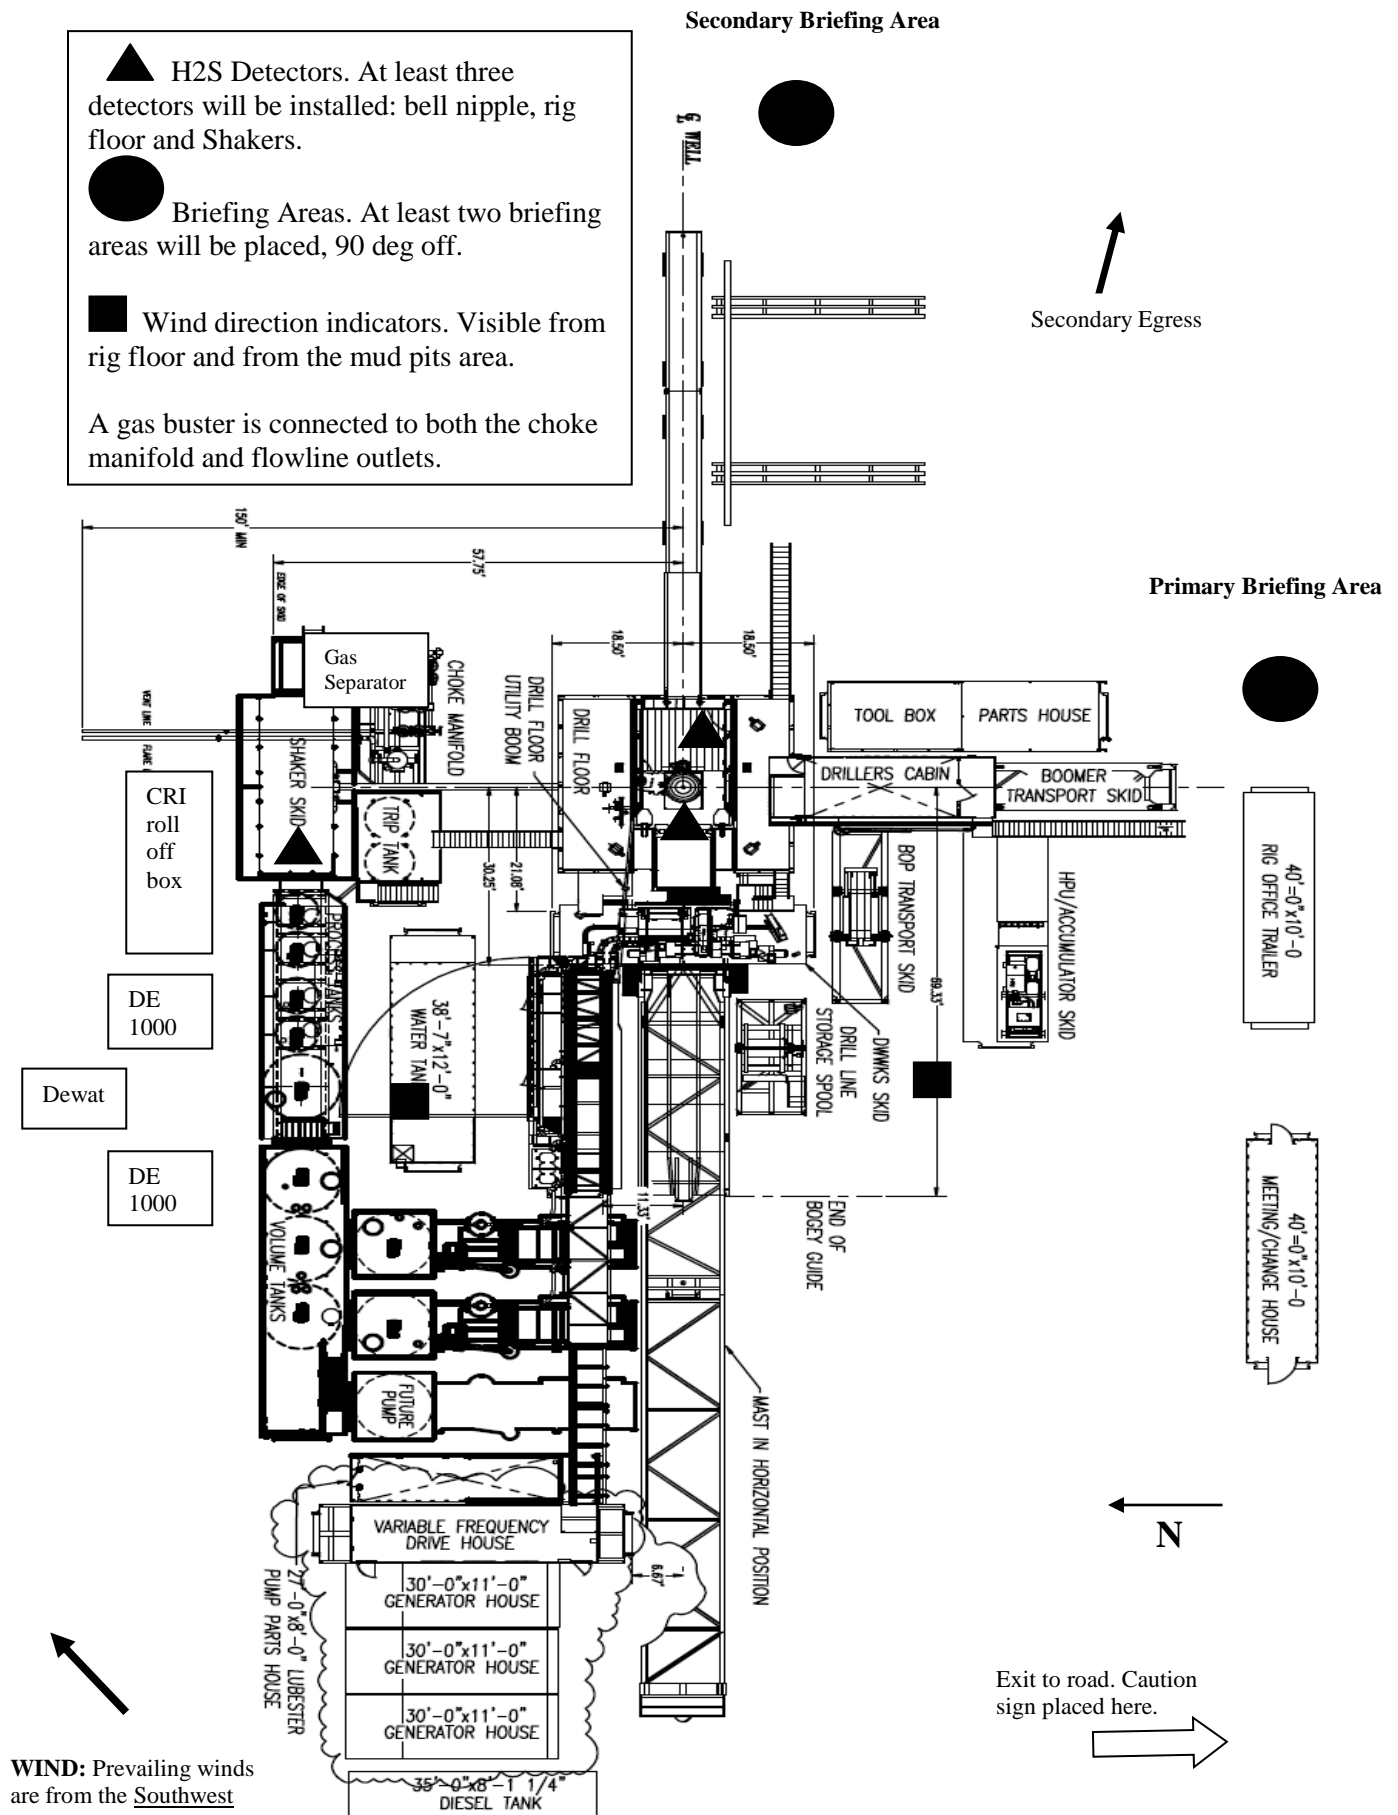 Secondary Briefing Area
H2S Detectors. At least three
detectors will be installed: bell nipple, rig
floor and Shakers.
Briefing Areas. At least two briefing
areas will be placed, 90 deg off.
Wind direction indicators. Visible from
rig floor and from the mud pits area.
A gas buster is connected to both the choke
manifold and flowline outlets.
WELL
Secondary Egress
150' MIN
57.75'
EDGE OF SKID
Primary Briefing Area
18.50'
18.50'
Gas
Separator
CHOKE MANIFOLD
DRILL FLOOR
UTILITY BOOM
DRILL FLOOR
TOOL BOX
PARTS HOUSE
VENT LINE
SHAKER SKID
DRILLERS CABIN
BOOMER
TRANSPORT SKID
CRI
roll
off
box
TRIP TANK
30.25'
21.08'
BOP TRANSPORT SKID
HPU/ACCUMULATOR SKID
40'=0"x10'-0
RIG OFFICE TRAILER
DE
1000
38'-7"x12'-0"
DRILL LINE
STORAGE SPOOL
DWWKS SKID
69.33'
Dewat
DE
1000
VOLUME TANKS
11.33'
END OF
BOGEY GUIDE
40'=0"x10'-0
MEETING/CHANGE HOUSE
FUTURE
PUMP
MAST IN HORIZONTAL POSITION
N
VARIABLE FREQUENCY
DRIVE HOUSE
6.67'
27'-0"x8'-0" LUBESTER
PUMP PARTS HOUSE
30'-0"x11'-0"
GENERATOR HOUSE
30'-0"x11'-0"
GENERATOR HOUSE
30'-0"x11'-0"
GENERATOR HOUSE
Exit to road. Caution
sign placed here.
WIND: Prevailing winds
are from the Southwest
35'-0"x8'-1 1/4"
DIESEL TANK